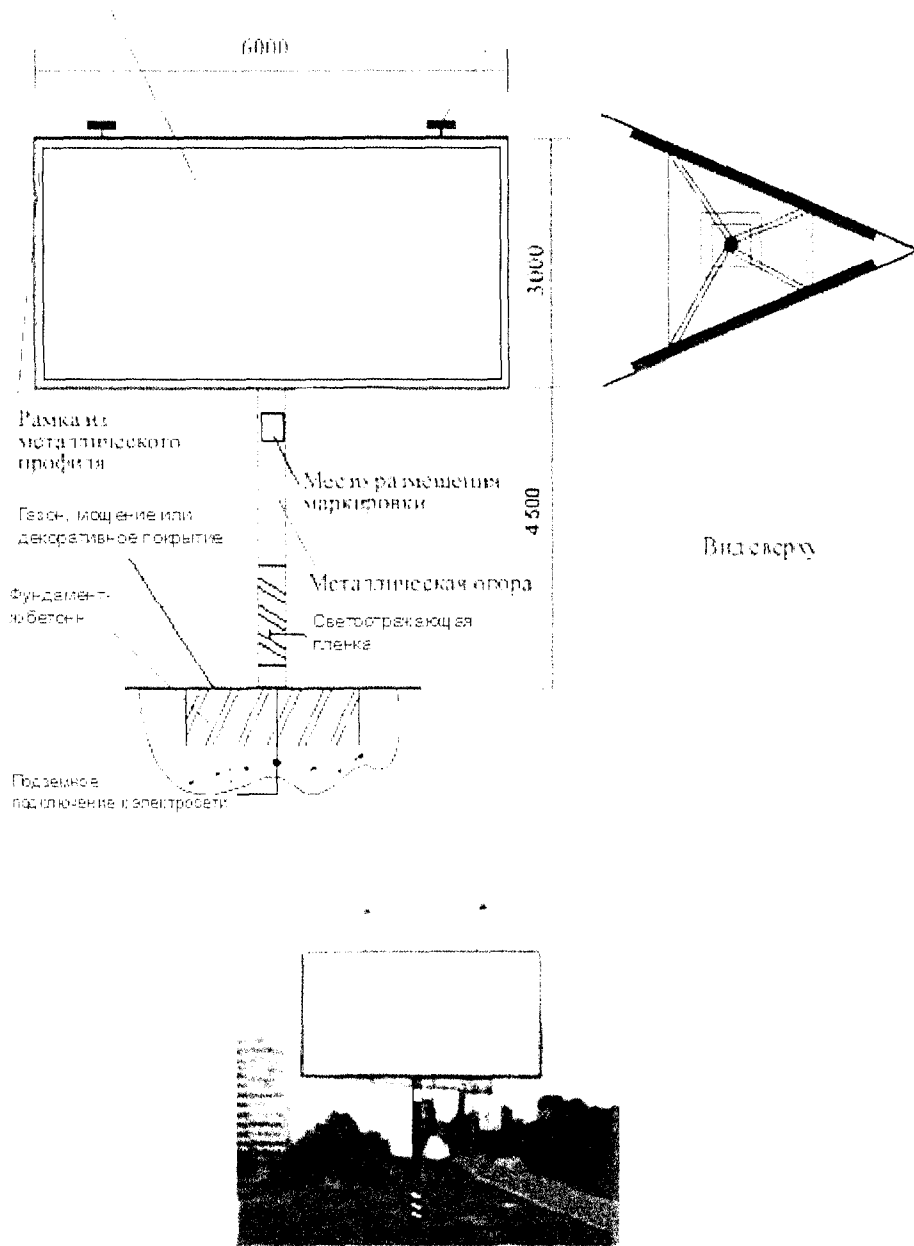 6000
3000
Рамка из
металлического
профиля
Место размещения
маркировки
4500
Газон, мощение или
декоративное покрытие
Вид сверху
Металлическая опора
Фундамент-
ж/бетонн
Светоотражающая
пленка
Подземное
подключение к электросети